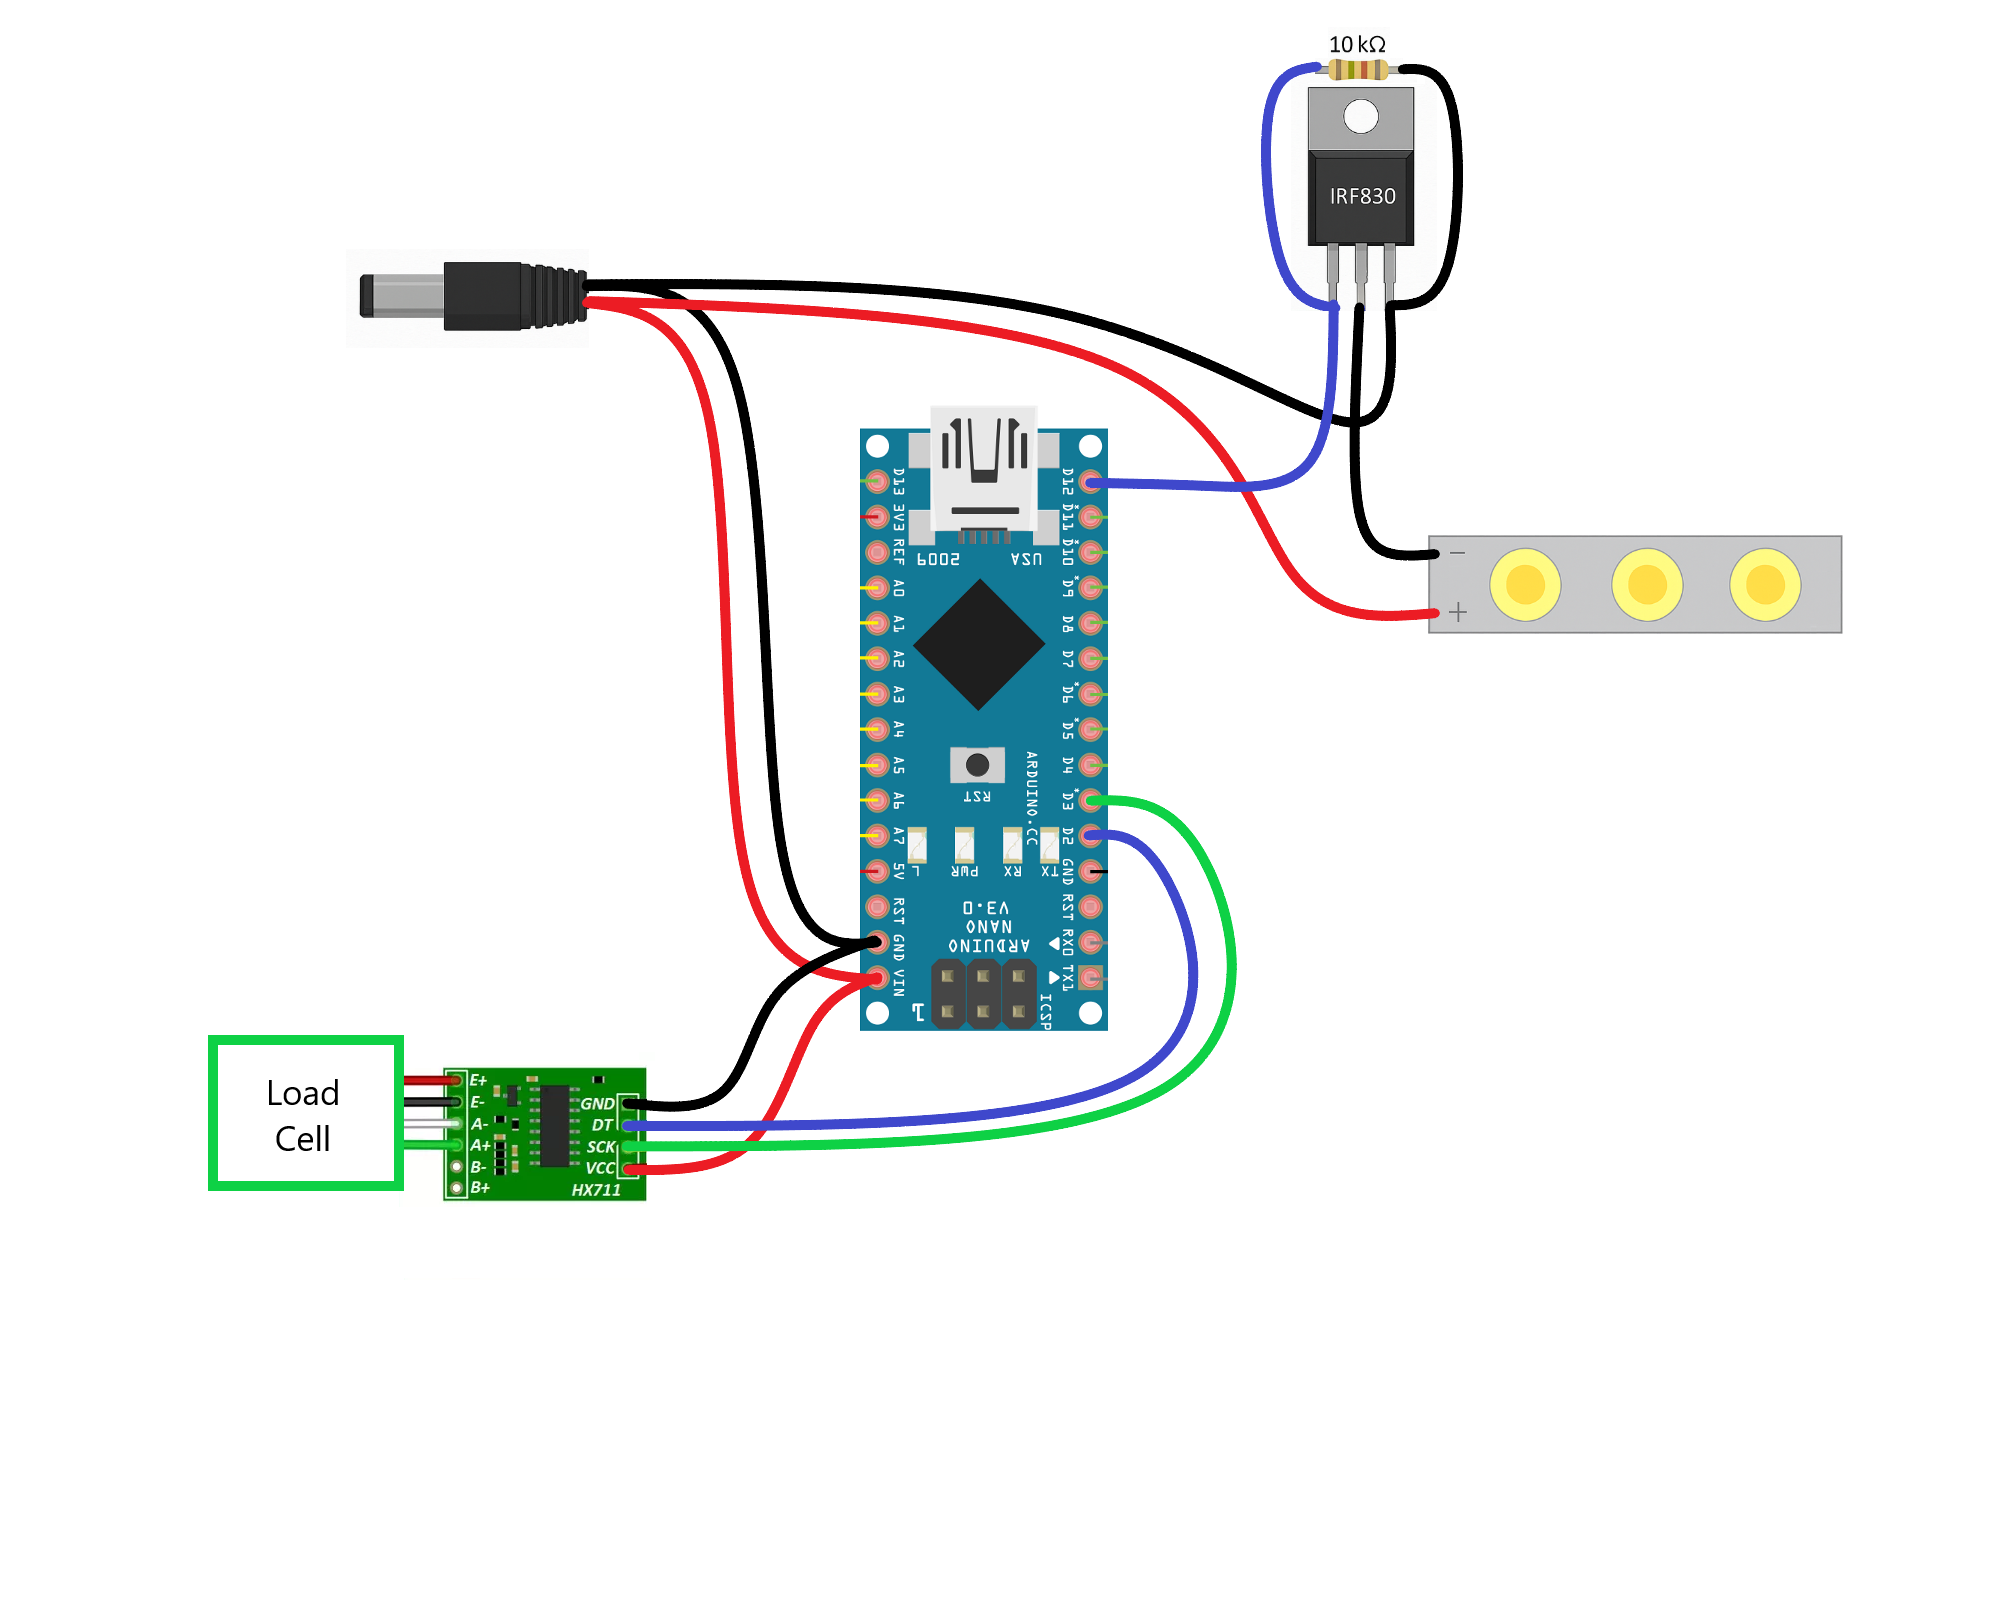 10 kΩ
IRF830
D13
3V3
REF
A0
A1
A2
A3
A4
A5
A6
A7
5V
RST
GND
VIN
D12
D11*
D10*
D9*
D8
D7
D6*
D5*
D4
D3*
D2
GND
RST
RX0
TX1
2009
USA
RST
ARDUINO.CC
L
PWR
RX
TX
V3.0
NANO
ARDUINO
1
ICSP
−
+
Load
Cell
E+
E-
A-
A+
B-
B+
GND
DT
SCK
VCC
HX711